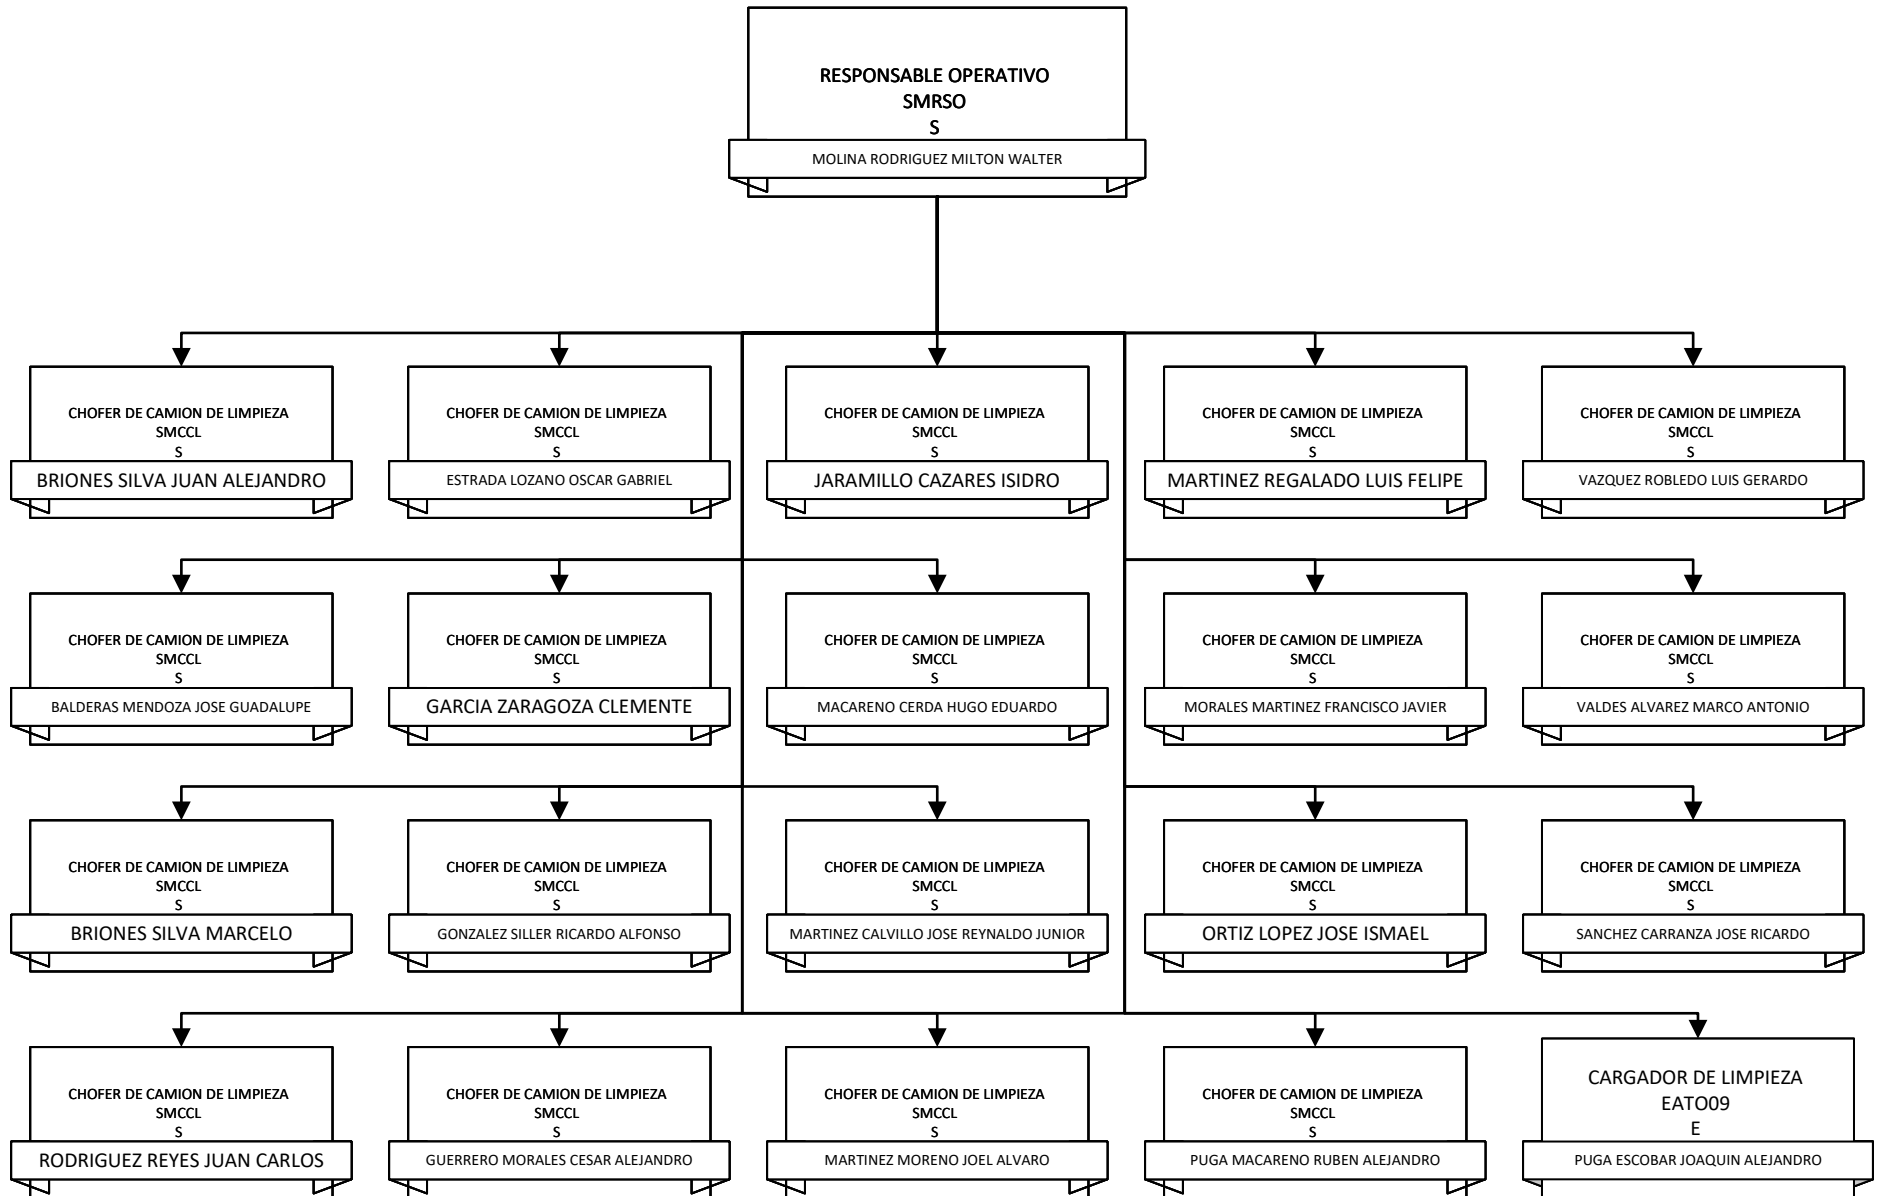 RESPONSABLE OPERATIVO
SMRSO
S
MOLINA RODRIGUEZ MILTON WALTER
CHOFER DE CAMION DE LIMPIEZA
SMCCL
S
BRIONES SILVA JUAN ALEJANDRO
CHOFER DE CAMION DE LIMPIEZA
SMCCL
S
ESTRADA LOZANO OSCAR GABRIEL
CHOFER DE CAMION DE LIMPIEZA
SMCCL
S
JARAMILLO CAZARES ISIDRO
CHOFER DE CAMION DE LIMPIEZA
SMCCL
S
MARTINEZ REGALADO LUIS FELIPE
CHOFER DE CAMION DE LIMPIEZA
SMCCL
S
VAZQUEZ ROBLEDO LUIS GERARDO
CHOFER DE CAMION DE LIMPIEZA
SMCCL
S
BALDERAS MENDOZA JOSE GUADALUPE
CHOFER DE CAMION DE LIMPIEZA
SMCCL
S
GARCIA ZARAGOZA CLEMENTE
CHOFER DE CAMION DE LIMPIEZA
SMCCL
S
MACARENO CERDA HUGO EDUARDO
CHOFER DE CAMION DE LIMPIEZA
SMCCL
S
MORALES MARTINEZ FRANCISCO JAVIER
CHOFER DE CAMION DE LIMPIEZA
SMCCL
S
VALDES ALVAREZ MARCO ANTONIO
CHOFER DE CAMION DE LIMPIEZA
SMCCL
S
BRIONES SILVA MARCELO
CHOFER DE CAMION DE LIMPIEZA
SMCCL
S
GONZALEZ SILLER RICARDO ALFONSO
CHOFER DE CAMION DE LIMPIEZA
SMCCL
S
MARTINEZ CALVILLO JOSE REYNALDO JUNIOR
CHOFER DE CAMION DE LIMPIEZA
SMCCL
S
ORTIZ LOPEZ JOSE ISMAEL
CHOFER DE CAMION DE LIMPIEZA
SMCCL
S
SANCHEZ CARRANZA JOSE RICARDO
CHOFER DE CAMION DE LIMPIEZA
SMCCL
S
RODRIGUEZ REYES JUAN CARLOS
CHOFER DE CAMION DE LIMPIEZA
SMCCL
S
GUERRERO MORALES CESAR ALEJANDRO
CHOFER DE CAMION DE LIMPIEZA
SMCCL
S
MARTINEZ MORENO JOEL ALVARO
CHOFER DE CAMION DE LIMPIEZA
SMCCL
S
PUGA MACARENO RUBEN ALEJANDRO
CARGADOR DE LIMPIEZA
EATO09
E
PUGA ESCOBAR JOAQUIN ALEJANDRO